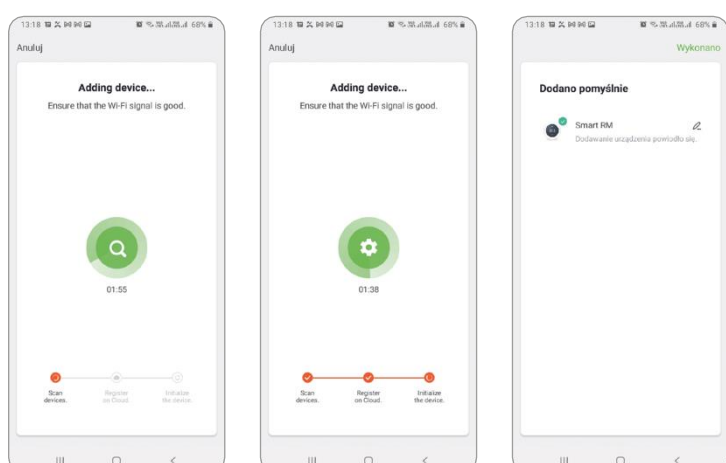 13:18
68%
Anuluj
Adding device...
Ensure that the Wi-Fi signal is good.
01:55
Scan
devices.
Register
on Cloud.
Initialize
the device.
13:18
68%
Anuluj
Adding device...
Ensure that the Wi-Fi signal is good.
01:38
Scan
devices.
Register
on Cloud.
Initialize
the device.
13:18
68%
Wykonano
Dodano pomyślnie
Smart RM
Dodawanie urządzenia powiodło się.